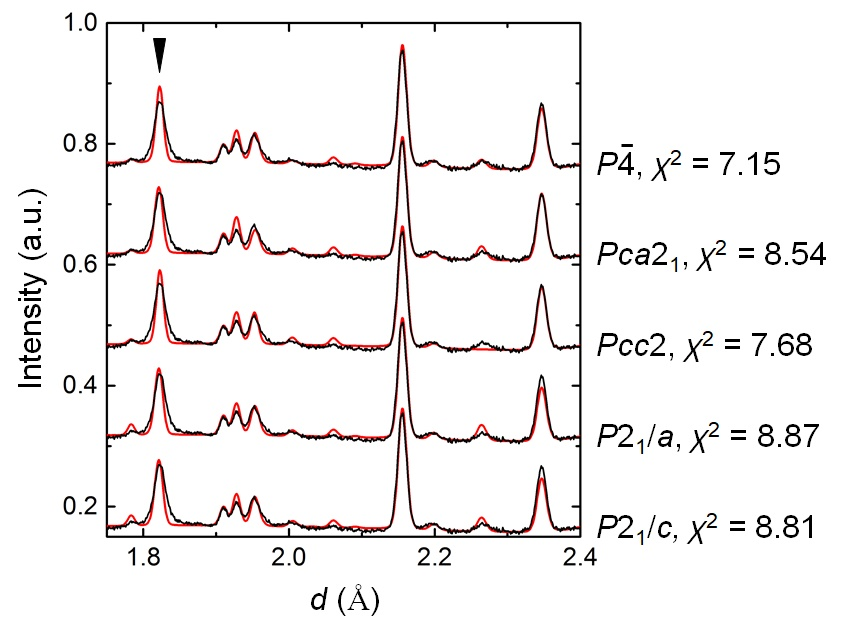 1.0
0.8
0.6
0.4
0.2
Intensity (a.u.)
1.8
2.0
2.2
2.4
d (Å)
P4̄, χ² = 7.15
Pca2₁, χ² = 8.54
Pcc2, χ² = 7.68
P2₁/a, χ² = 8.87
P2₁/c, χ² = 8.81